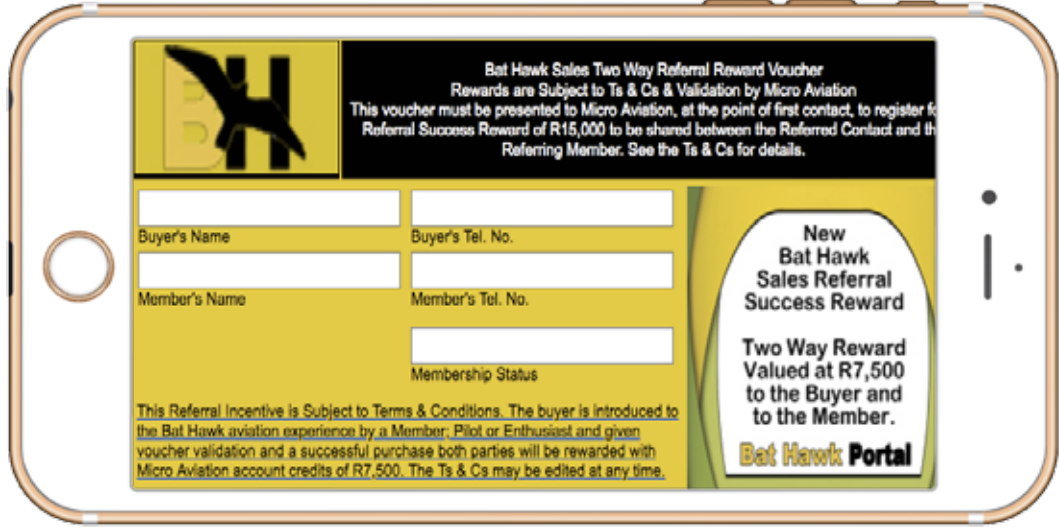 BH
Bat Hawk Sales Two Way Referral Reward Voucher
Rewards are Subject to Ts & Cs & Validation by Micro Aviation
This voucher must be presented to Micro Aviation, at the point of first contact, to register fo
Referral Success Reward of R15,000 to be shared between the Referred Contact and th
Referring Member. See the Ts & Cs for details.
Buyer's Name
Buyer's Tel. No.
Member's Name
Member's Tel. No.
Membership Status
This Referral Incentive is Subject to Terms & Conditions. The buyer is introduced to
the Bat Hawk aviation experience by a Member; Pilot or Enthusiast and given
voucher validation and a successful purchase both parties will be rewarded with
Micro Aviation account credits of R7,500. The Ts & Cs may be edited at any time.
New
Bat Hawk
Sales Referral
Success Reward
Two Way Reward
Valued at R7,500
to the Buyer and
to the Member.
Bat Hawk Portal